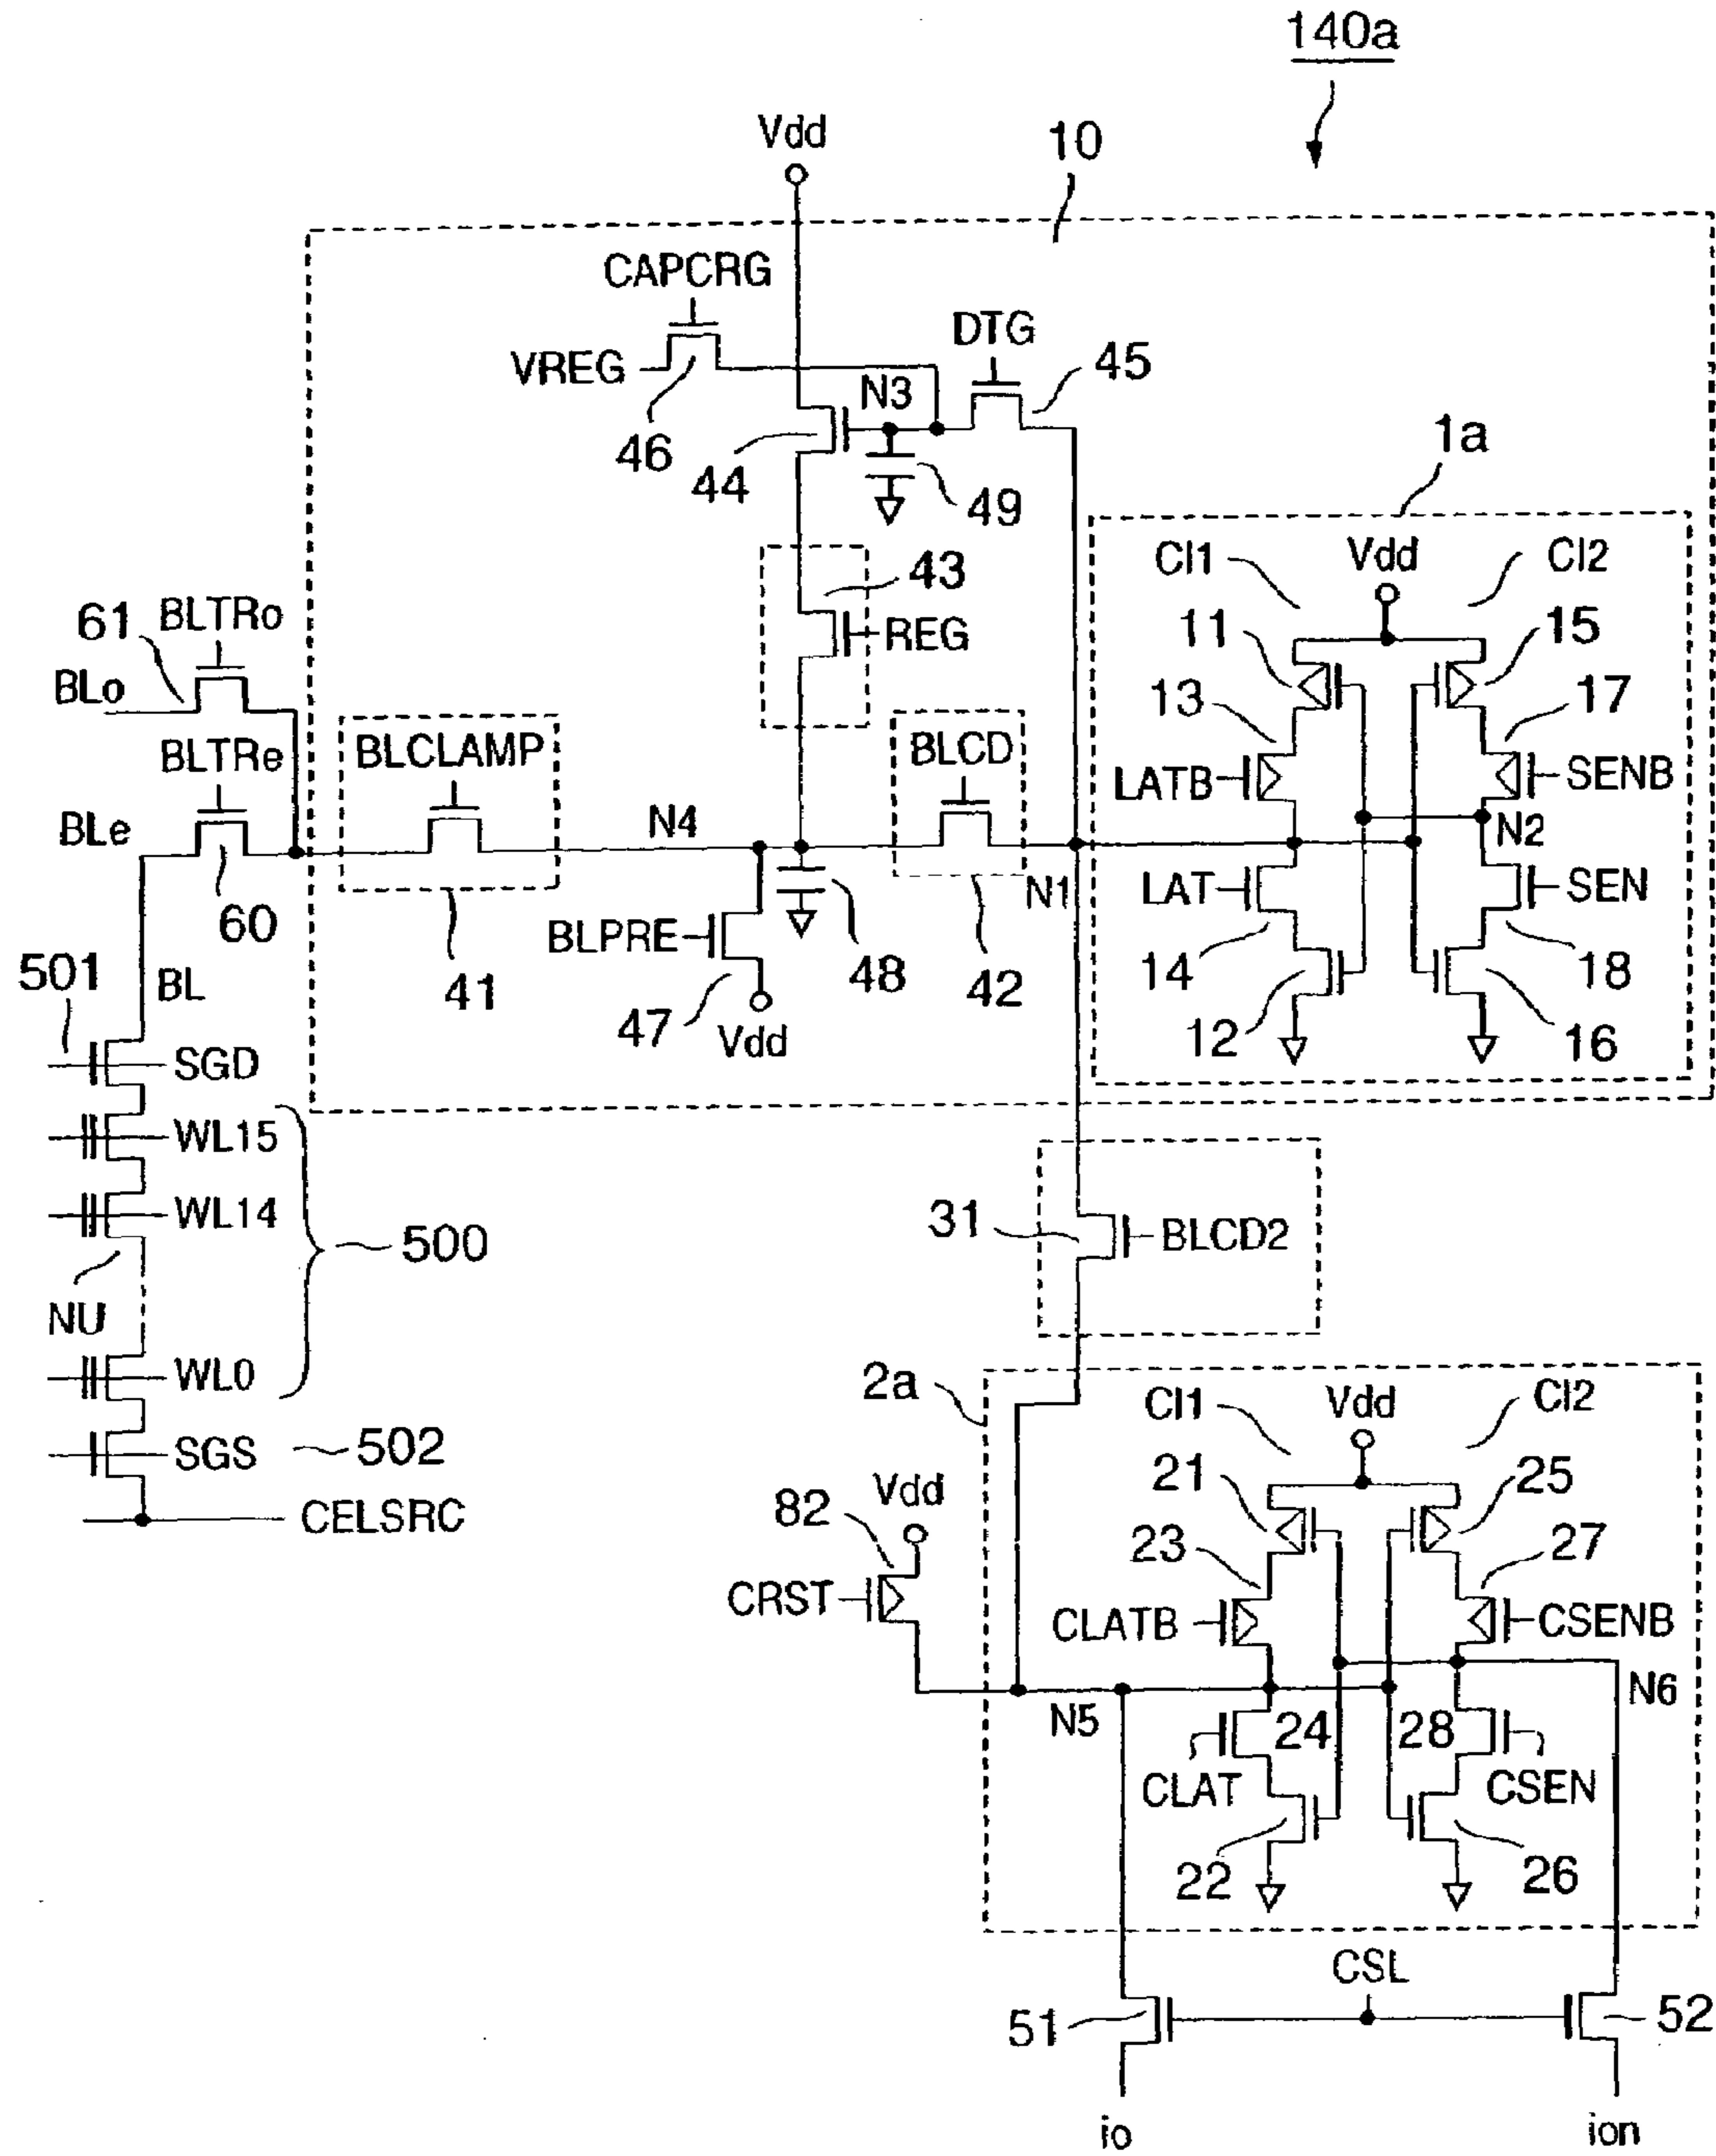 140a
Vdd
10
CAPCRG
DTG
VREG
N3
45
46
44
49
1a
CI1
Vdd
CI2
43
11
15
REG
61
BLTRo
BLo
13
17
BLTRe
BLCLAMP
BLCD
LATB
SENB
BLe
N4
N2
N1
LAT
SEN
60
BLPRE
48
42
14
18
41
47
Vdd
12
16
501
BL
SGD
WL15
WL14
500
31
BLCD2
NU
WL0
2a
CI1
Vdd
CI2
SGS
502
Vdd
21
25
82
CELSRC
23
27
CRST
CLATB
CSENB
N5
N6
24
28
CLAT
CSEN
22
26
CSL
51
52
io
ion